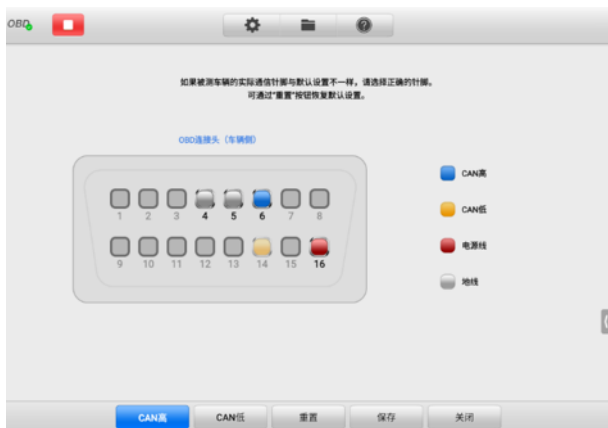 OBD
如果被测车辆的实际通信针脚与默认设置不一样，请选择正确的针脚。
可通过"重置"按钮恢复默认设置。
OBD连接头（车辆侧）
1 2 3 4 5 6 7 8
9 10 11 12 13 14 15 16
CAN高
CAN低
电源线
地线
CAN高 CAN低 重置 保存 关闭